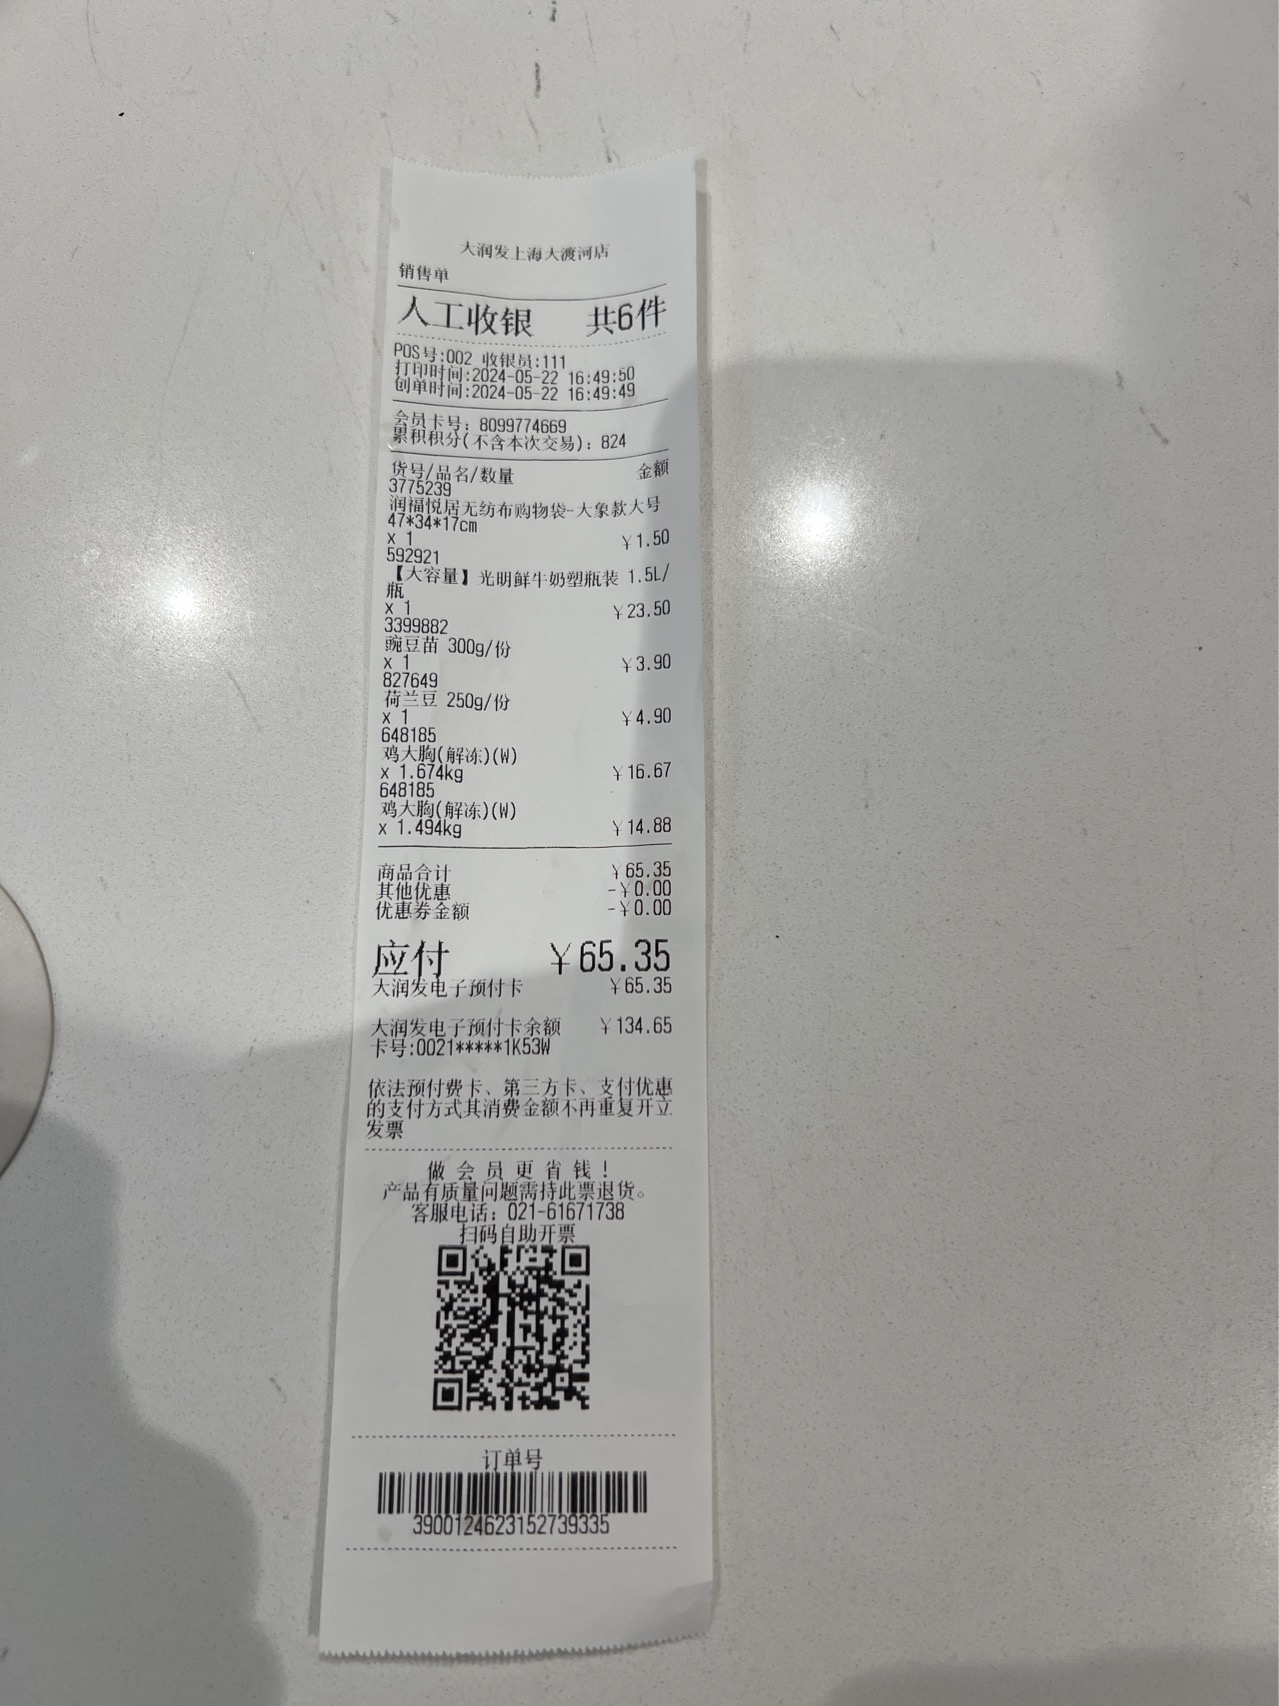 大润发上海大渡河店
销售单
人工收银 共6件
POS号:002 收银员:111
打印时间:2024-05-22 16:49:50
创单时间:2024-05-22 16:49:49
会员卡号: 8099774669
累积积分(不含本次交易): 824
货号/品名/数量 金额
3775239
润福悦居无纺布购物袋-大象款大号
47*34*17cm
x 1 ￥1.50
592921
【大容量】光明鲜牛奶塑瓶装 1.5L/
瓶
x 1 ￥23.50
3399882
豌豆苗 300g/份
x 1 ￥3.90
827649
荷兰豆 250g/份
x 1 ￥4.90
648185
鸡大胸(解冻)(W)
x 1.674kg ￥16.67
648185
鸡大胸(解冻)(W)
x 1.494kg ￥14.88
商品合计 ￥65.35
其他优惠 -￥0.00
优惠券金额 -￥0.00
应付 ￥65.35
大润发电子预付卡 ￥65.35
大润发电子预付卡余额 ￥134.65
卡号:0021*****1K53W
依法预付费卡、第三方卡、支付优惠
的支付方式其消费金额不再重复开立
发票
做会员更省钱!
产品有质量问题需持此票退货。
客服电话: 021-61671738
扫码自助开票
订单号
3900124623152739335